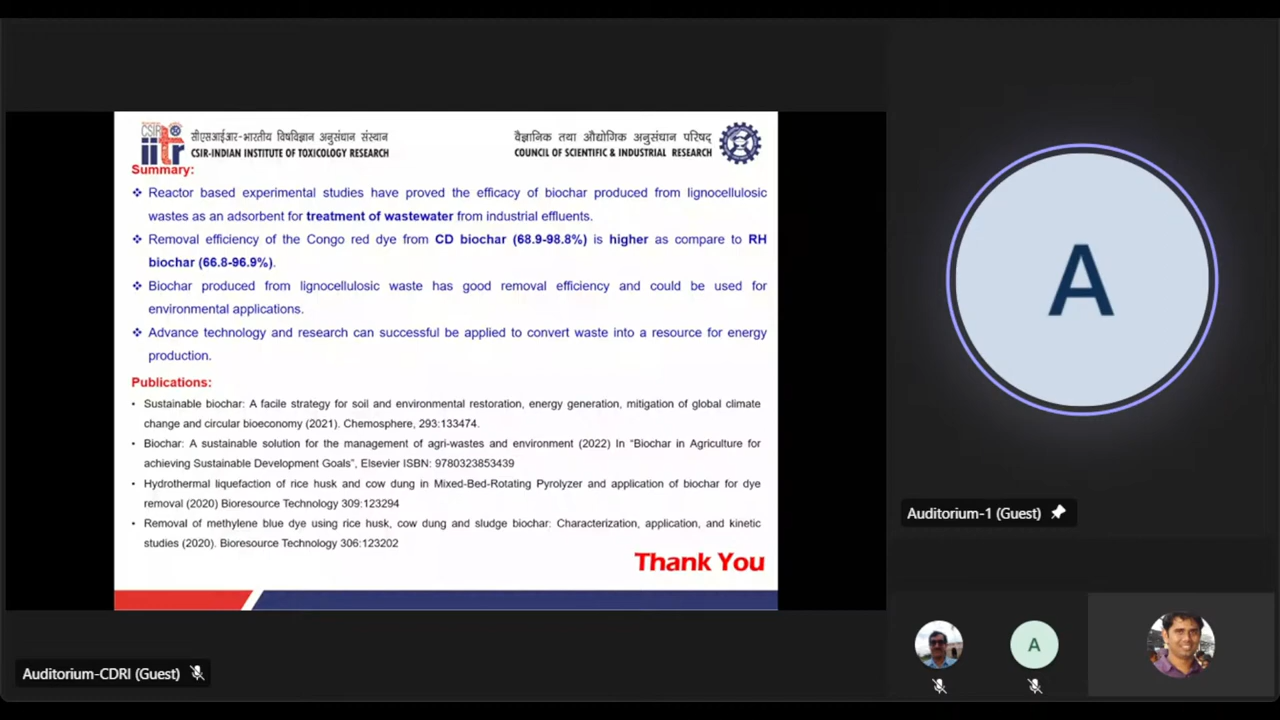 CSIR
iitr
सीएसआईआर-भारतीय विषविज्ञान अनुसंधान संस्थान
CSIR-INDIAN INSTITUTE OF TOXICOLOGY RESEARCH
वैज्ञानिक तथा औद्योगिक अनुसंधान परिषद्
COUNCIL OF SCIENTIFIC & INDUSTRIAL RESEARCH
Summary:
❖ Reactor based experimental studies have proved the efficacy of biochar produced from lignocellulosic
wastes as an adsorbent for treatment of wastewater from industrial effluents.
❖ Removal efficiency of the Congo red dye from CD biochar (68.9-98.8%) is higher as compare to RH
biochar (66.8-96.9%).
❖ Biochar produced from lignocellulosic waste has good removal efficiency and could be used for
environmental applications.
❖ Advance technology and research can successful be applied to convert waste into a resource for energy
production.
Publications:
• Sustainable biochar: A facile strategy for soil and environmental restoration, energy generation, mitigation of global climate
change and circular bioeconomy (2021). Chemosphere, 293:133474.
• Biochar: A sustainable solution for the management of agri-wastes and environment (2022) In “Biochar in Agriculture for
achieving Sustainable Development Goals”, Elsevier ISBN: 9780323853439
• Hydrothermal liquefaction of rice husk and cow dung in Mixed-Bed-Rotating Pyrolyzer and application of biochar for dye
removal (2020) Bioresource Technology 309:123294
• Removal of methylene blue dye using rice husk, cow dung and sludge biochar: Characterization, application, and kinetic
studies (2020). Bioresource Technology 306:123202
Thank You
A
Auditorium-1 (Guest)
A
Auditorium-CDRI (Guest)